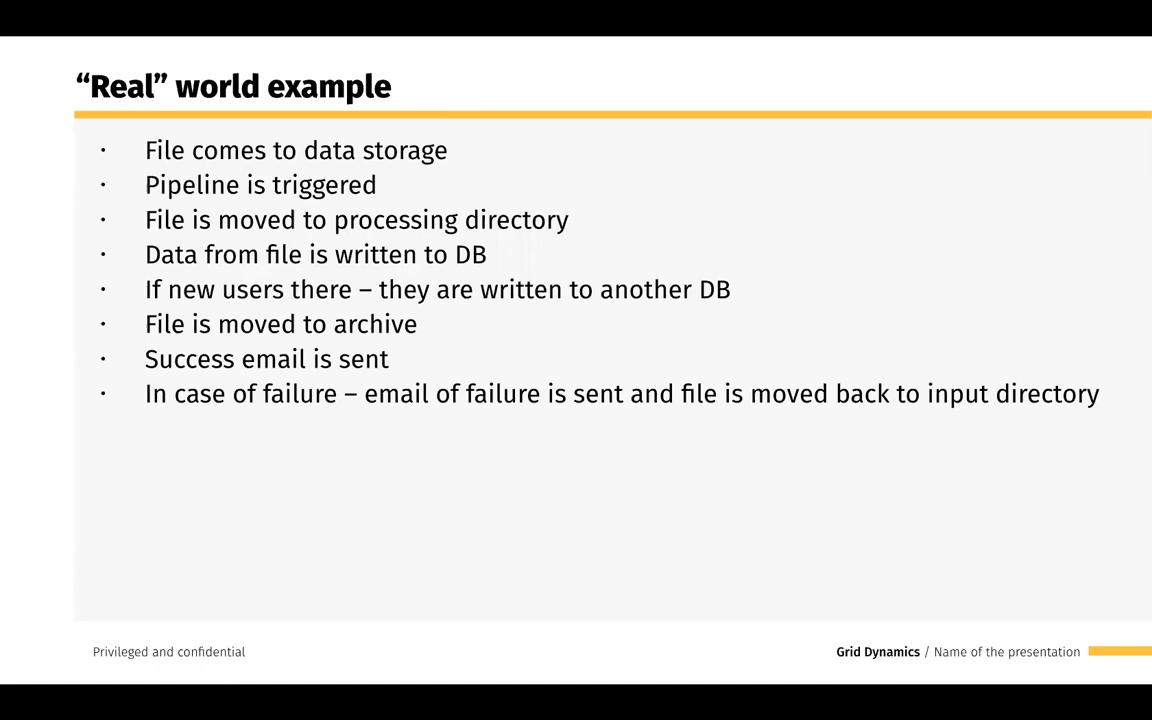 “Real” world example
· File comes to data storage
· Pipeline is triggered
· File is moved to processing directory
· Data from file is written to DB
· If new users there – they are written to another DB
· File is moved to archive
· Success email is sent
· In case of failure – email of failure is sent and file is moved back to input directory
Privileged and confidential
Grid Dynamics / Name of the presentation